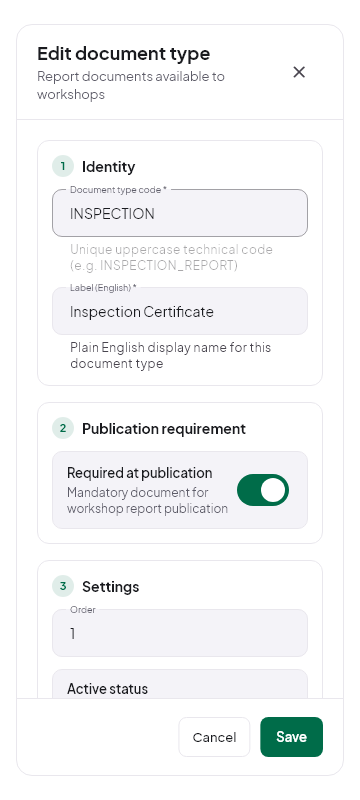 Edit document type
Report documents available to
workshops
1 Identity
Document type code *
INSPECTION
Unique uppercase technical code
(e.g. INSPECTION_REPORT)
Label (English) *
Inspection Certificate
Plain English display name for this
document type
2 Publication requirement
Required at publication
Mandatory document for
workshop report publication
3 Settings
Order
1
Active status
Cancel Save